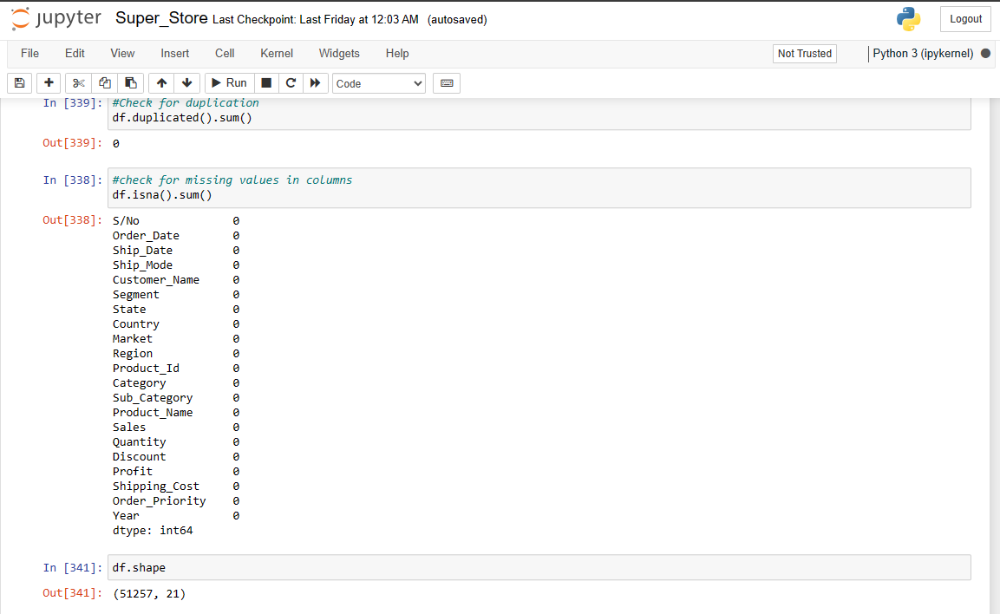 jupyter Super_Store Last Checkpoint: Last Friday at 12:03 AM (autosaved) Logout
File Edit View Insert Cell Kernel Widgets Help Not Trusted Python 3 (ipykernel)
Run Code
In [339]: #Check for duplication
df.duplicated().sum()
Out[339]: 0
In [338]: #check for missing values in columns
df.isna().sum()
Out[338]: S/No 0
Order_Date 0
Ship_Date 0
Ship_Mode 0
Customer_Name 0
Segment 0
State 0
Country 0
Market 0
Region 0
Product_Id 0
Category 0
Sub_Category 0
Product_Name 0
Sales 0
Quantity 0
Discount 0
Profit 0
Shipping_Cost 0
Order_Priority 0
Year 0
dtype: int64
In [341]: df.shape
Out[341]: (51257, 21)